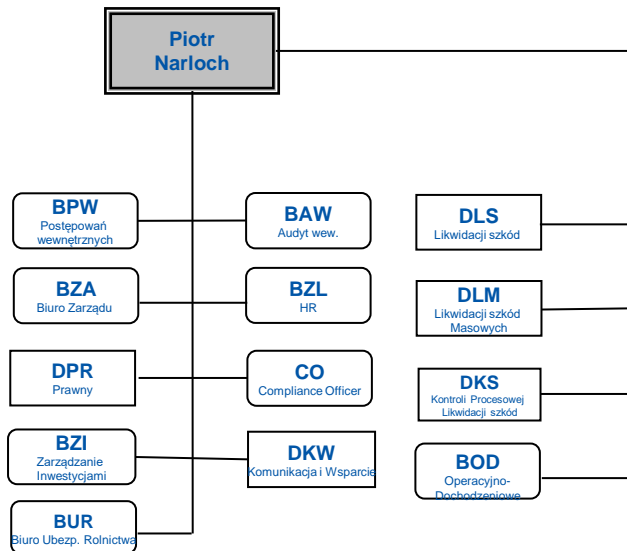 Piotr
Narloch
BPW
Postępowań
wewnętrznych
BAW
Audyt wew.
DLS
Likwidacji szkód
BZA
Biuro Zarządu
BZL
HR
DLM
Likwidacji szkód
Masowych
DPR
Prawny
CO
Compliance Officer
DKS
Kontroli Procesowej
Likwidacji szkód
BZI
Zarządzanie
Inwestycjami
DKW
Komunikacja i Wsparcie
BOD
Operacyjno-
Dochodzeniowe
BUR
Biuro Ubezp. Rolnictwa